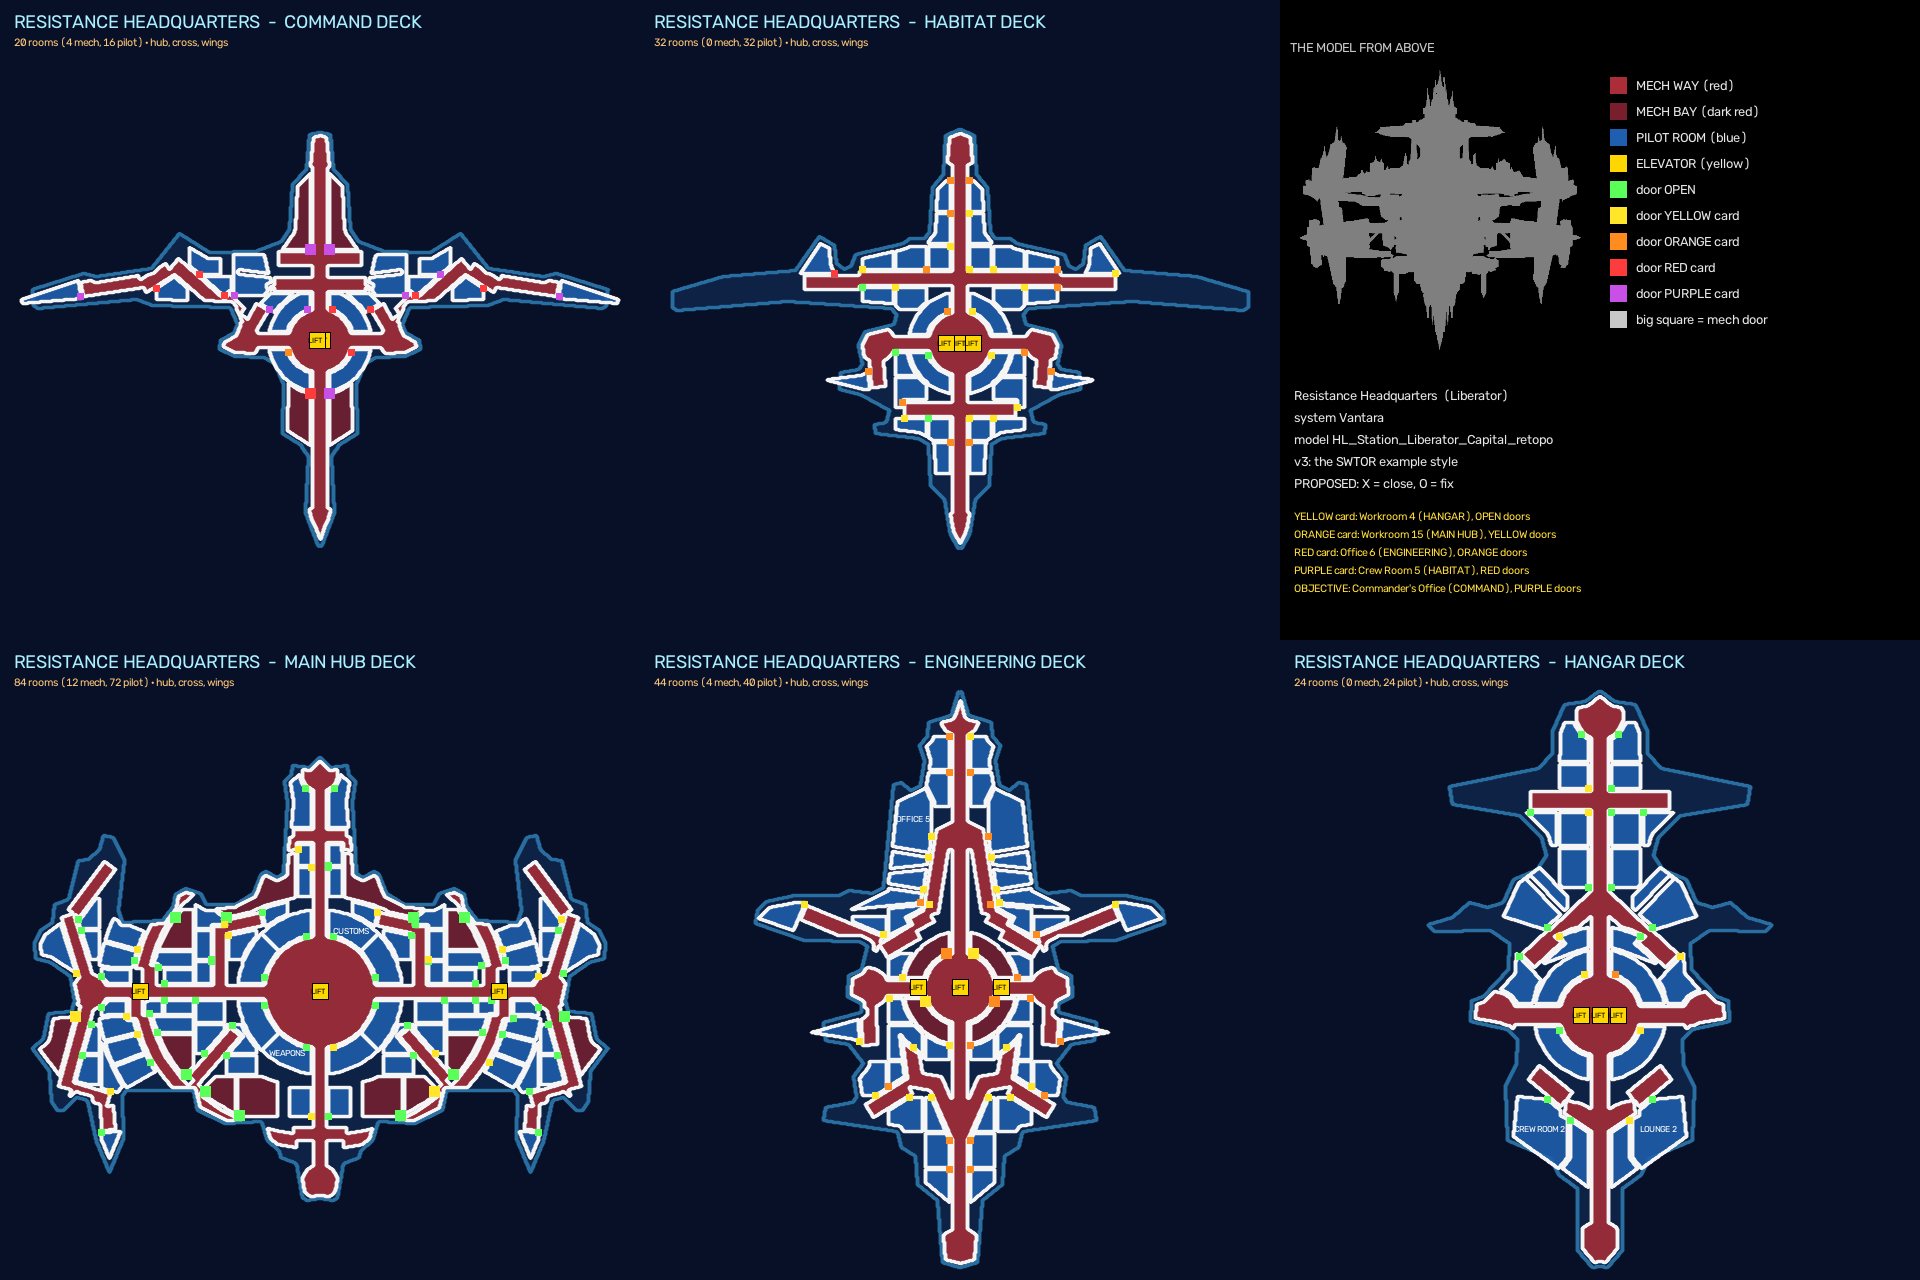 RESISTANCE HEADQUARTERS - COMMAND DECK
20 rooms (4 mech, 16 pilot) • hub, cross, wings
LIFT
RESISTANCE HEADQUARTERS - HABITAT DECK
32 rooms (0 mech, 32 pilot) • hub, cross, wings
LIFT
IFT
LIFT
THE MODEL FROM ABOVE
MECH WAY (red)
MECH BAY (dark red)
PILOT ROOM (blue)
ELEVATOR (yellow)
door OPEN
door YELLOW card
door ORANGE card
door RED card
door PURPLE card
big square = mech door
Resistance Headquarters (Liberator)
system Vantara
model HL_Station_Liberator_Capital_retopo
v3: the SWTOR example style
PROPOSED: X = close, O = fix
YELLOW card: Workroom 4 (HANGAR), OPEN doors
ORANGE card: Workroom 15 (MAIN HUB), YELLOW doors
RED card: Office 6 (ENGINEERING), ORANGE doors
PURPLE card: Crew Room 5 (HABITAT), RED doors
OBJECTIVE: Commander's Office (COMMAND), PURPLE doors
RESISTANCE HEADQUARTERS - MAIN HUB DECK
84 rooms (12 mech, 72 pilot) • hub, cross, wings
CUSTOMS
LIFT
LIFT
LIFT
WEAPONS
RESISTANCE HEADQUARTERS - ENGINEERING DECK
44 rooms (4 mech, 40 pilot) • hub, cross, wings
OFFICE 5
LIFT
LIFT
LIFT
RESISTANCE HEADQUARTERS - HANGAR DECK
24 rooms (0 mech, 24 pilot) • hub, cross, wings
LIFT
LIFT
LIFT
CREW ROOM 2
LOUNGE 2